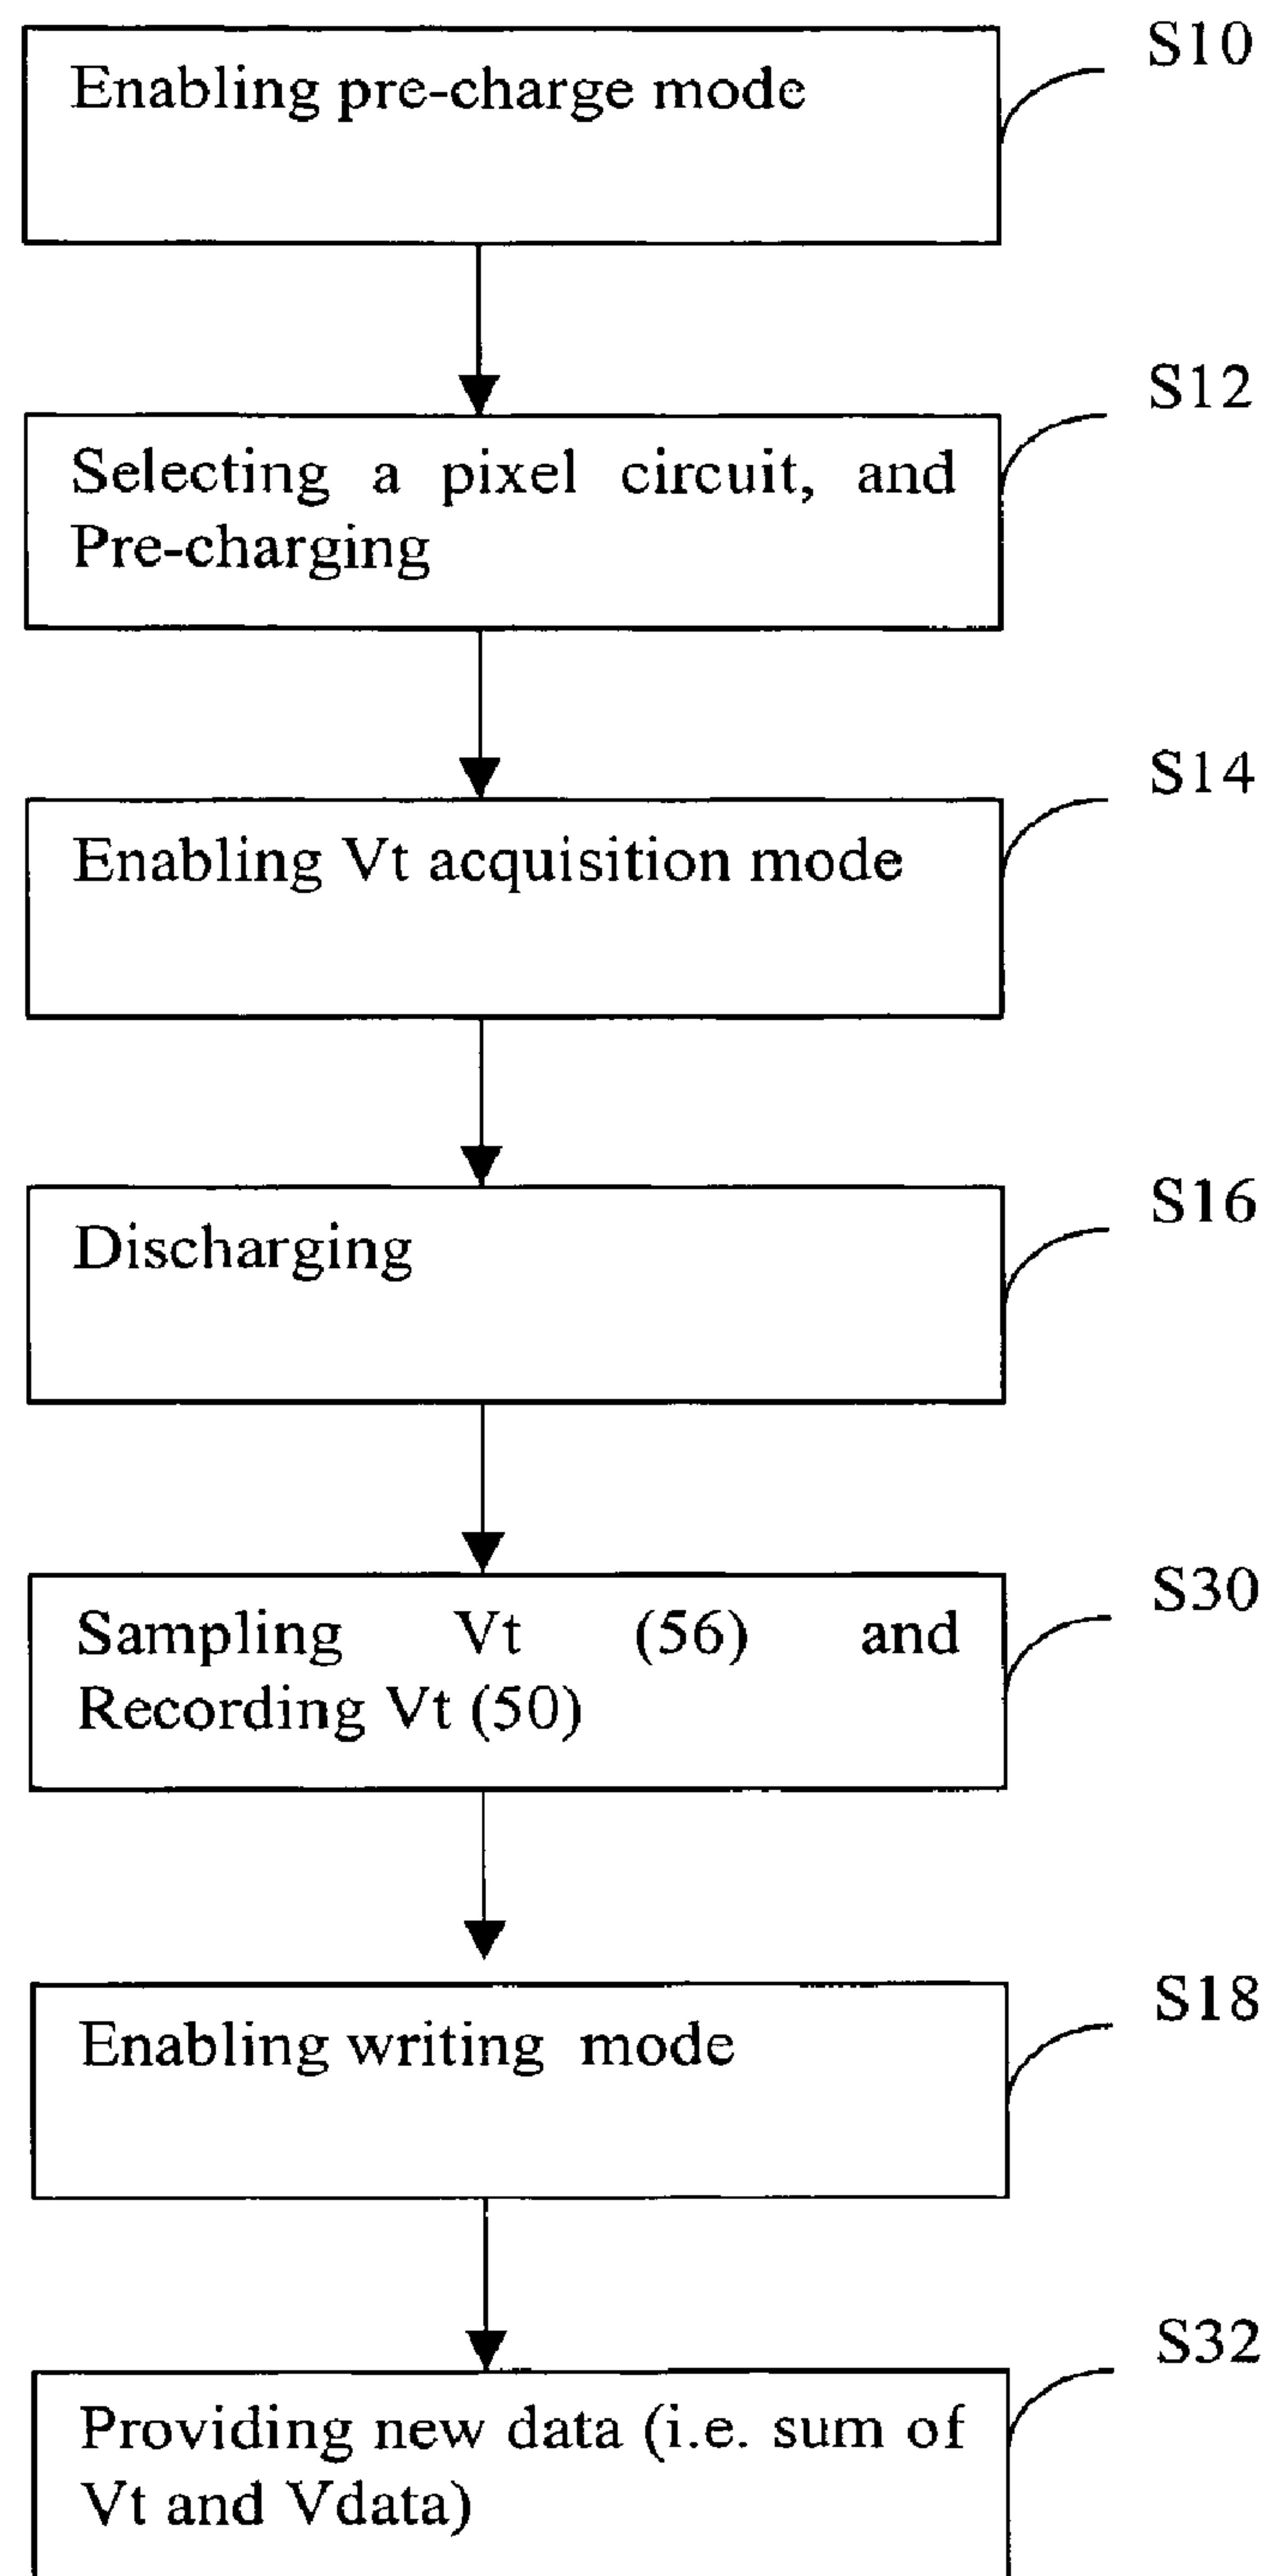 S10
Enabling pre-charge mode
S12
Selecting a pixel circuit, and
Pre-charging
S14
Enabling Vt acquisition mode
S16
Discharging
S30
Sampling Vt (56) and
Recording Vt (50)
S18
Enabling writing mode
S32
Providing new data (i.e. sum of
Vt and Vdata)